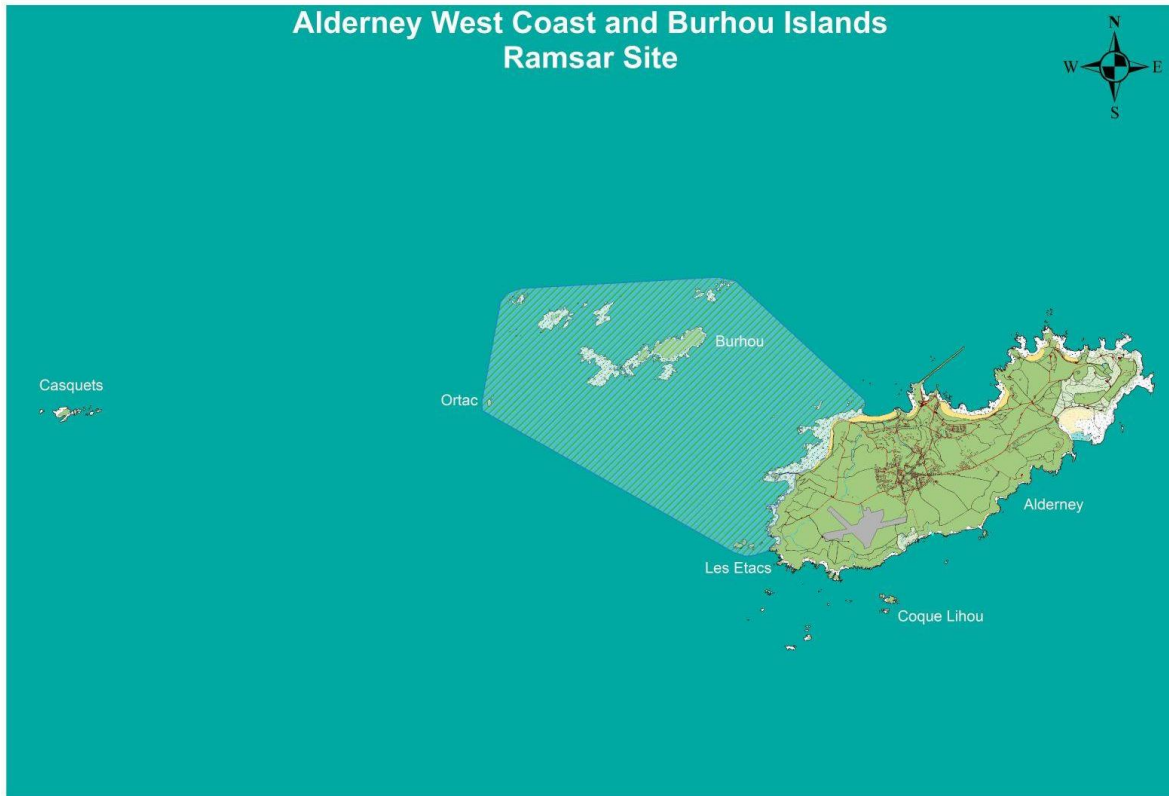 Alderney West Coast and Burhou Islands
Ramsar Site
N
W E
S
Burhou
Casquets
Ortac
Alderney
Les Etacs
Coque Lihou